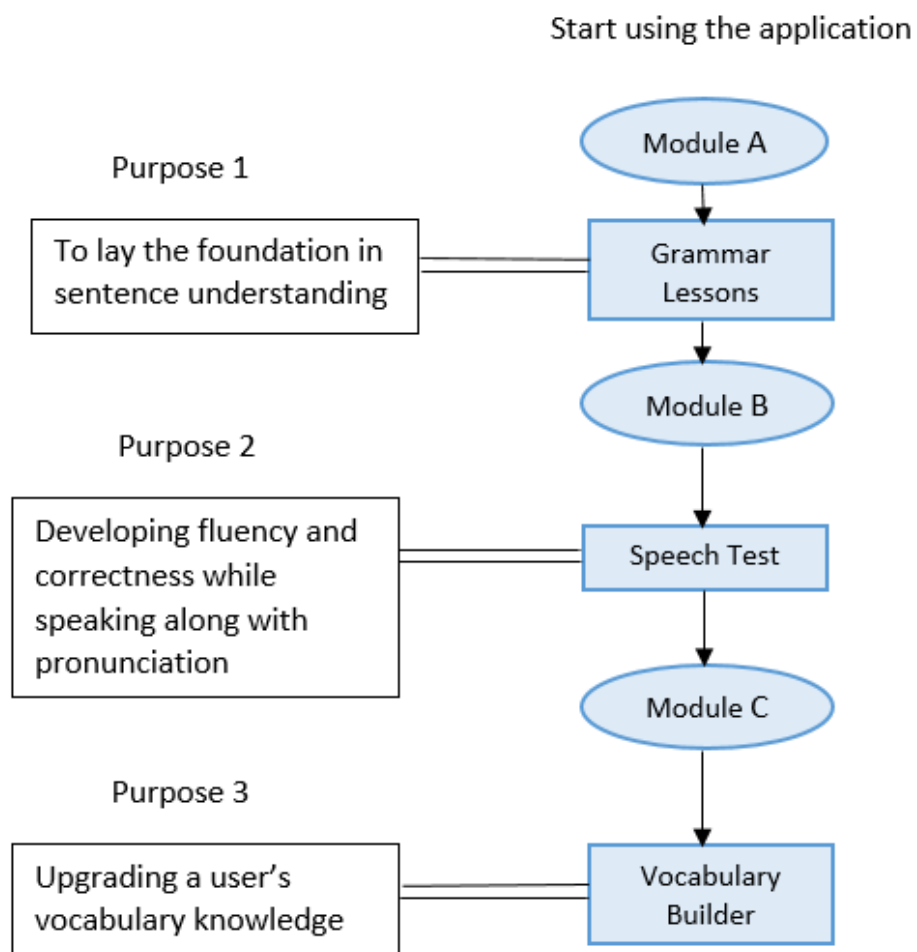 Start using the application
Module A
Purpose 1
To lay the foundation in
sentence understanding
Grammar
Lessons
Module B
Purpose 2
Developing fluency and
correctness while
speaking along with
pronunciation
Speech Test
Module C
Purpose 3
Upgrading a user’s
vocabulary knowledge
Vocabulary
Builder